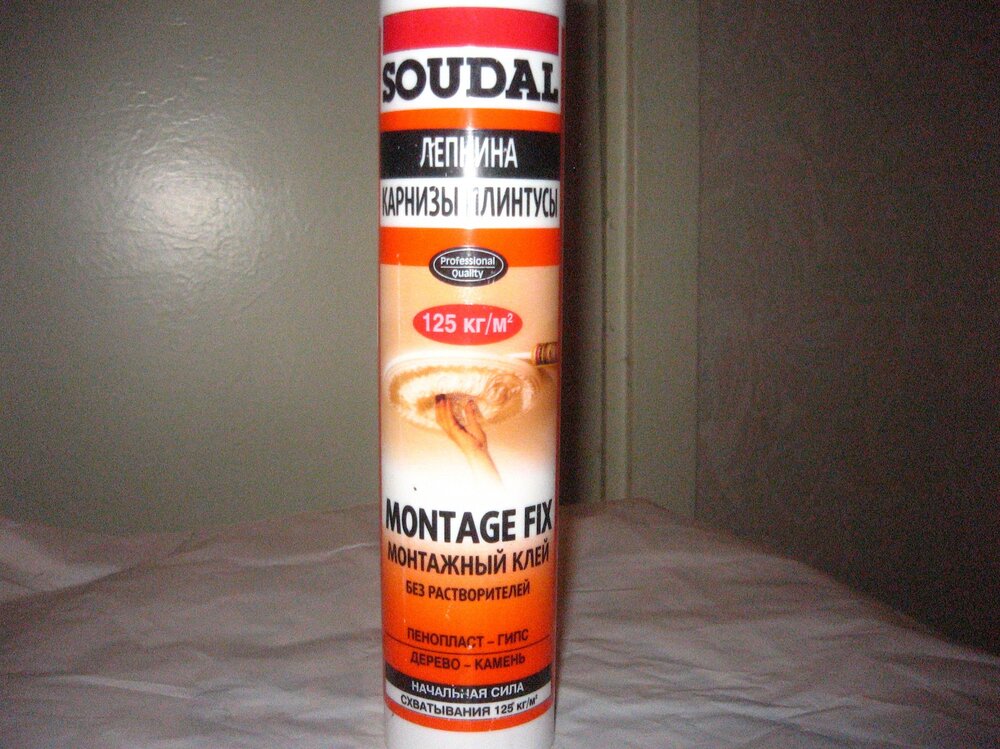 SOUDAL
ЛЕПНИНА
КАРНИЗЫ ПЛИНТУСЫ
Professional
Quality
125 кг/м²
MONTAGE FIX
МОНТАЖНЫЙ КЛЕЙ
БЕЗ РАСТВОРИТЕЛЕЙ
ПЕНОПЛАСТ – ГИПС
ДЕРЕВО – КАМЕНЬ
НАЧАЛЬНАЯ СИЛА
СХВАТЫВАНИЯ 125 кг/м²